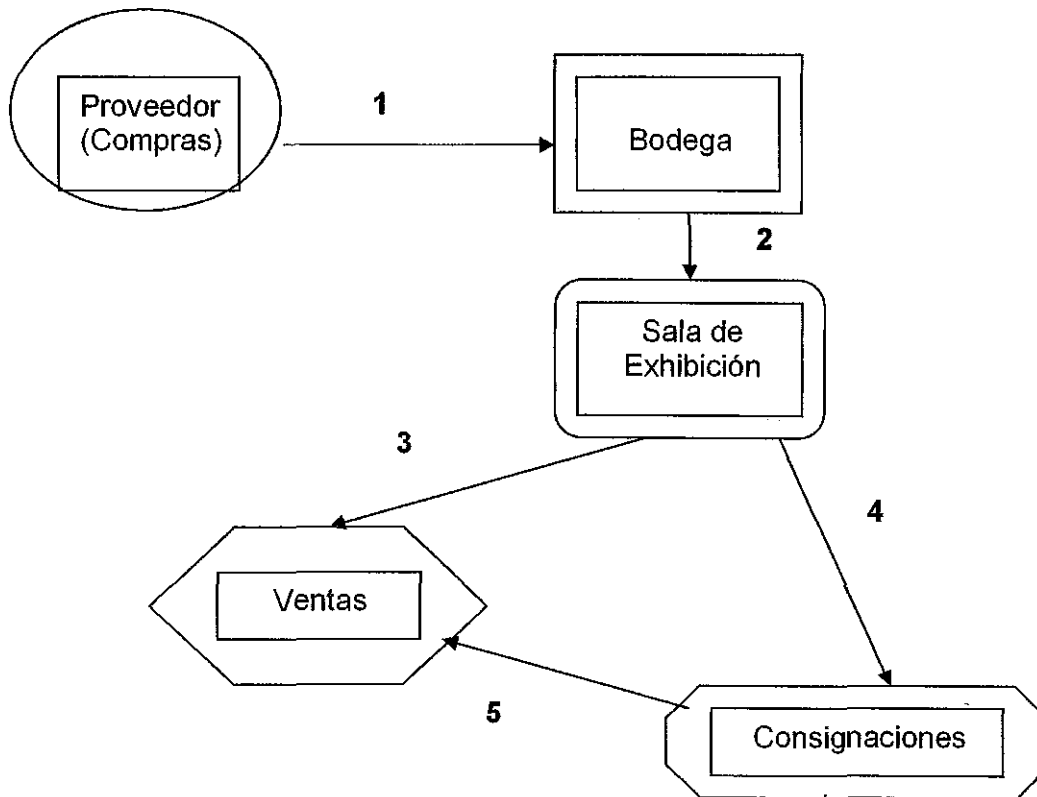 Proveedor
(Compras)
1
Bodega
2
Sala de
Exhibición
3
4
Ventas
5
Consignaciones